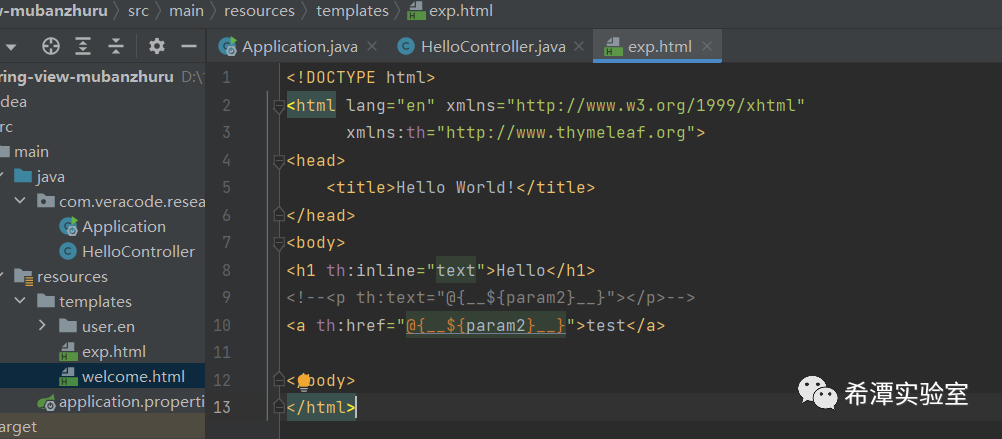 w-mubanzhuru › src › main › resources › templates › exp.html
Application.java × HelloController.java × exp.html ×
ring-view-mubanzhuru D:\
dea
rc
main
java
com.veracode.resea
Application
HelloController
resources
templates
user.en
exp.html
welcome.html
application.properti
arget
1 <!DOCTYPE html>
2 <html lang="en" xmlns="http://www.w3.org/1999/xhtml"
3 xmlns:th="http://www.thymeleaf.org">
4 <head>
5 <title>Hello World!</title>
6 </head>
7 <body>
8 <h1 th:inline="text">Hello</h1>
9 <!--<p th:text="@{__${param2}__}"></p>-->
10 <a th:href="@{__${param2}__}">test</a>
11
12 < body>
13 </html>
希潭实验室